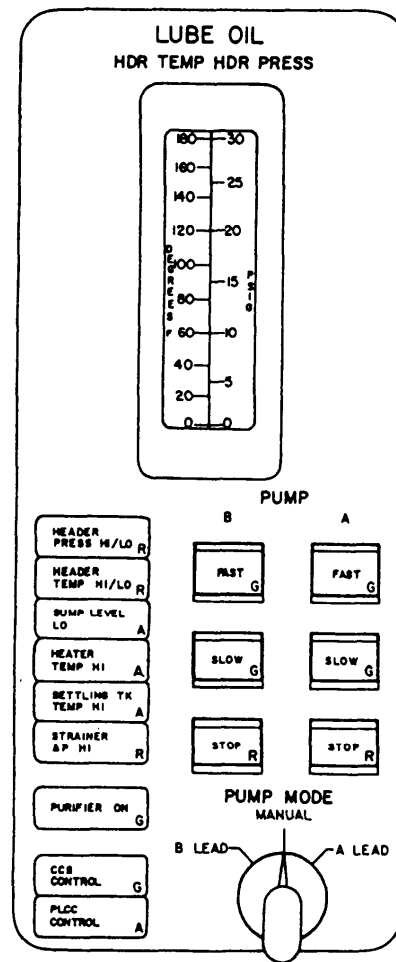 LUBE OIL
HDR TEMP HDR PRESS
180 30
160
25
140
120 20
100
15
80
60 10
40
5
20
0 0
DEGREES F
PSIG
PUMP
B A
HEADER
PRESS HI/LO R
HEADER
TEMP HI/LO R
SUMP LEVEL
LO A
HEATER
TEMP HI A
SETTLING TK
TEMP HI A
STRAINER
ΔP HI R
PURIFIER ON
G
CCS
CONTROL G
PLCC
CONTROL A
FAST G
FAST G
SLOW G
SLOW G
STOP R
STOP R
PUMP MODE
MANUAL
B LEAD A LEAD